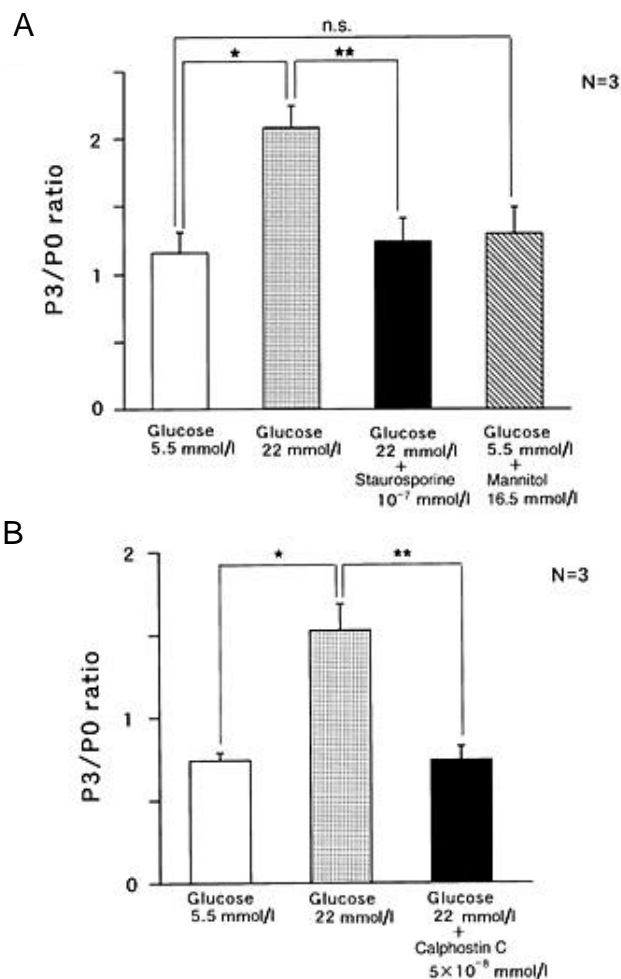 A
n.s.
* **
N=3
P3/P0 ratio
2
1
0
Glucose
5.5 mmol/l
Glucose
22 mmol/l
Glucose
22 mmol/l
+
Staurosporine
10⁻⁷ mmol/l
Glucose
5.5 mmol/l
+
Mannitol
16.5 mmol/l
B
* **
N=3
P3/P0 ratio
2
1
0
Glucose
5.5 mmol/l
Glucose
22 mmol/l
Glucose
22 mmol/l
+
Calphostin C
5×10⁻⁸ mmol/l